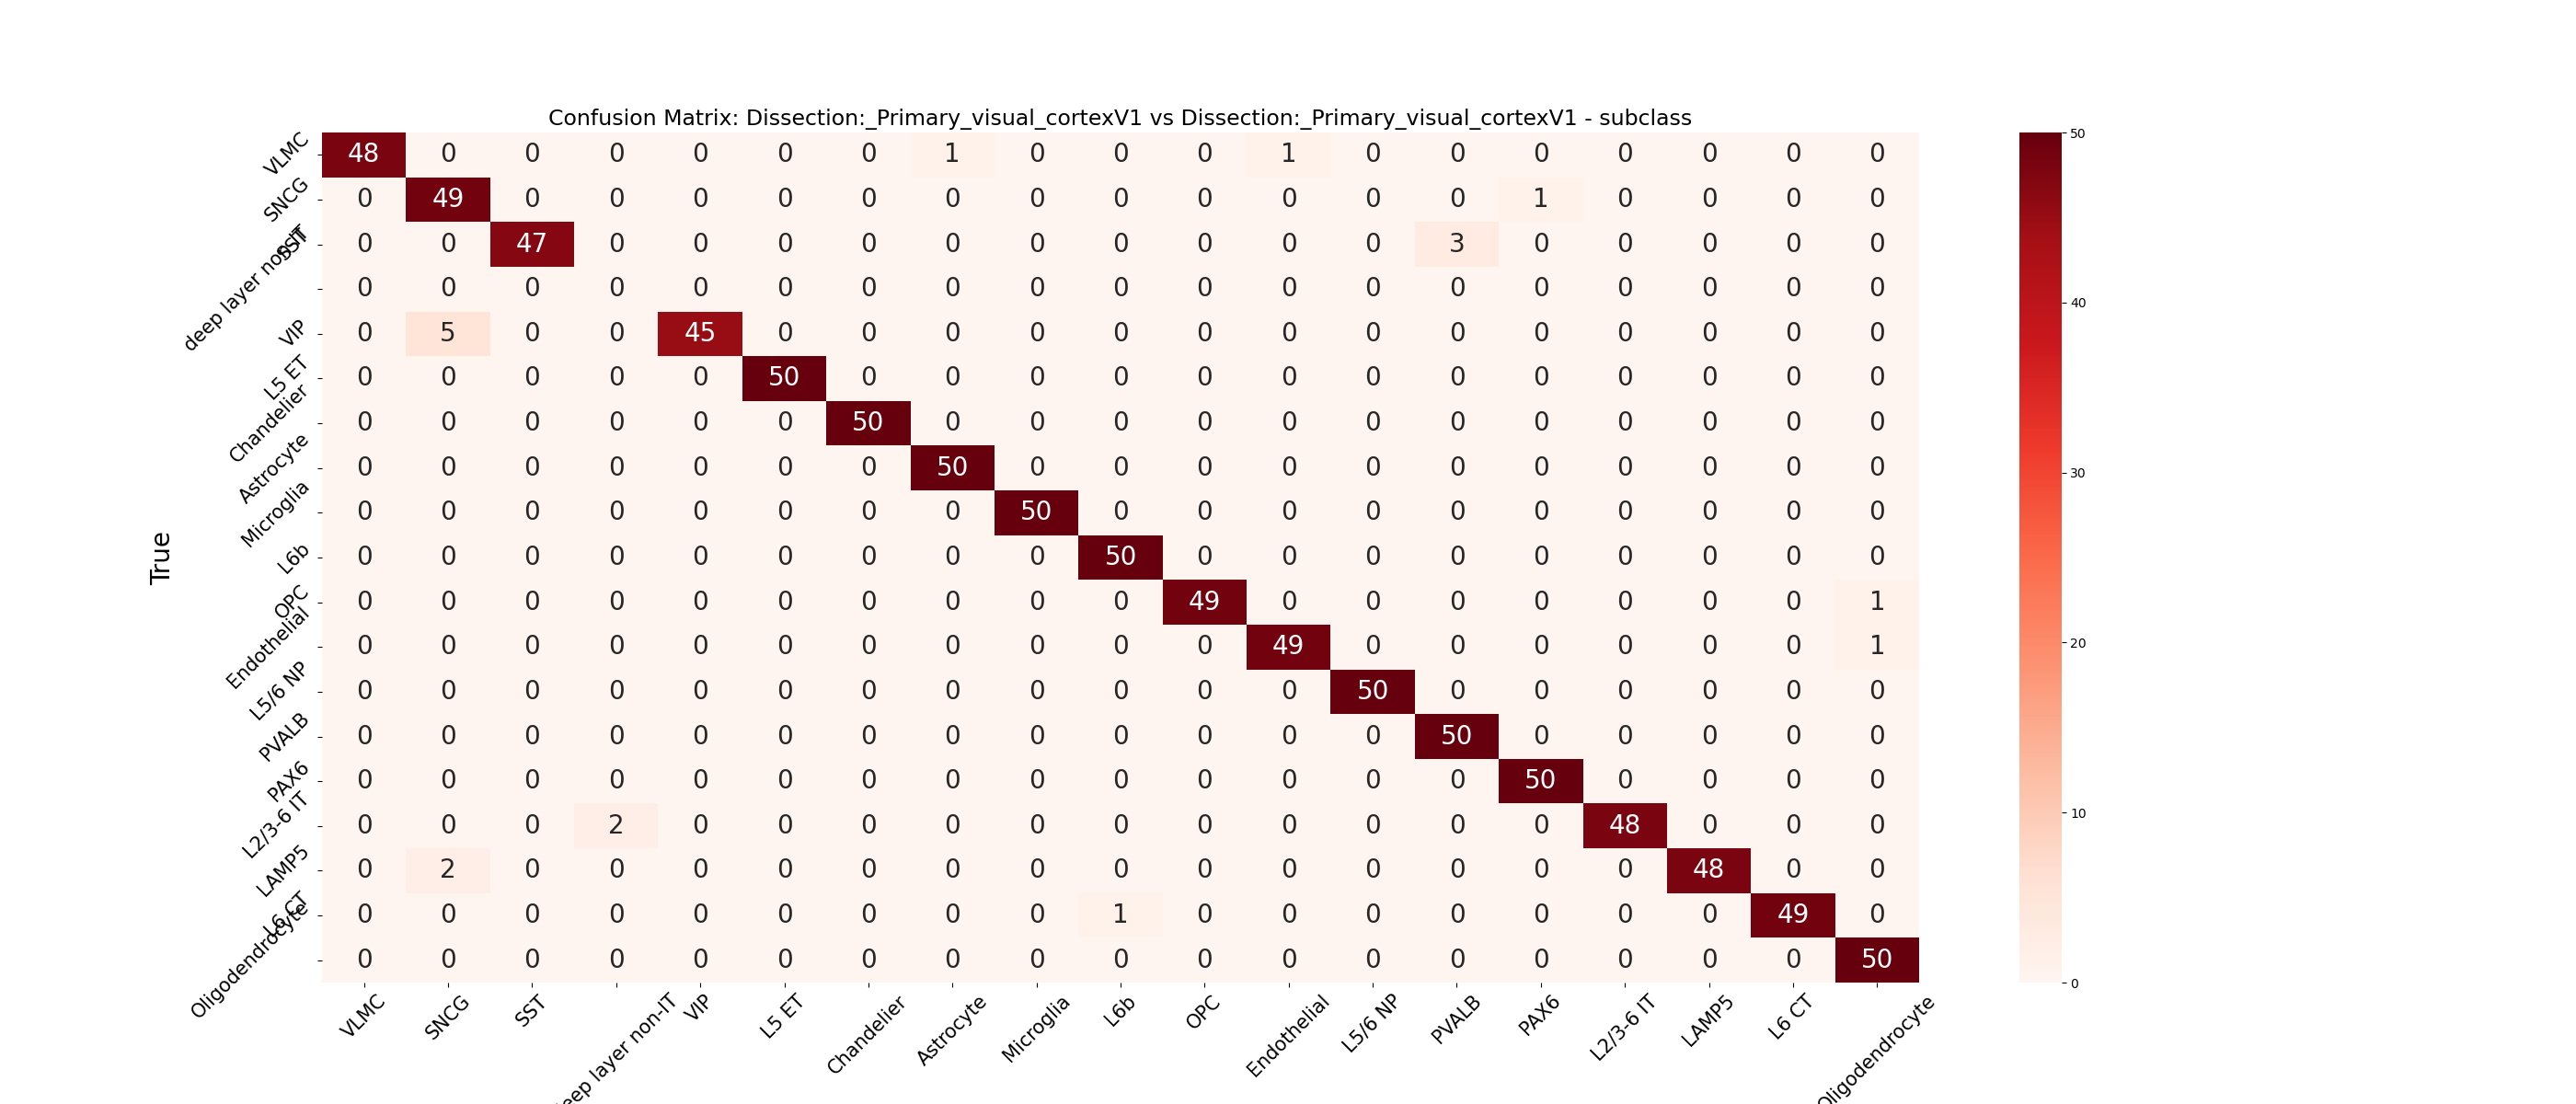 Confusion Matrix: Dissection:_Primary_visual_cortexV1 vs Dissection:_Primary_visual_cortexV1 - subclass
VLMC 48 0 0 0 0 0 0 1 0 0 0 1 0 0 0 0 0 0 0
SNCG 0 49 0 0 0 0 0 0 0 0 0 0 0 0 1 0 0 0 0
SST 0 0 47 0 0 0 0 0 0 0 0 0 0 3 0 0 0 0 0
deep layer non-IT 0 0 0 0 0 0 0 0 0 0 0 0 0 0 0 0 0 0 0
VIP 0 5 0 0 45 0 0 0 0 0 0 0 0 0 0 0 0 0 0
L5 ET 0 0 0 0 0 50 0 0 0 0 0 0 0 0 0 0 0 0 0
Chandelier 0 0 0 0 0 0 50 0 0 0 0 0 0 0 0 0 0 0 0
Astrocyte 0 0 0 0 0 0 0 50 0 0 0 0 0 0 0 0 0 0 0
Microglia 0 0 0 0 0 0 0 0 50 0 0 0 0 0 0 0 0 0 0
L6b 0 0 0 0 0 0 0 0 0 50 0 0 0 0 0 0 0 0 0
OPC 0 0 0 0 0 0 0 0 0 0 49 0 0 0 0 0 0 0 1
Endothelial 0 0 0 0 0 0 0 0 0 0 0 49 0 0 0 0 0 0 1
L5/6 NP 0 0 0 0 0 0 0 0 0 0 0 0 50 0 0 0 0 0 0
PVALB 0 0 0 0 0 0 0 0 0 0 0 0 0 50 0 0 0 0 0
PAX6 0 0 0 0 0 0 0 0 0 0 0 0 0 0 50 0 0 0 0
L2/3-6 IT 0 0 0 2 0 0 0 0 0 0 0 0 0 0 0 48 0 0 0
LAMP5 0 2 0 0 0 0 0 0 0 0 0 0 0 0 0 0 48 0 0
L6 CT 0 0 0 0 0 0 0 0 0 1 0 0 0 0 0 0 0 49 0
Oligodendrocyte 0 0 0 0 0 0 0 0 0 0 0 0 0 0 0 0 0 0 50
True
VLMC SNCG SST eep layer non-IT VIP L5 ET Chandelier Astrocyte Microglia L6b OPC Endothelial L5/6 NP PVALB PAX6 L2/3-6 IT LAMP5 L6 CT Oligodendrocyte
50
40
30
20
10
0